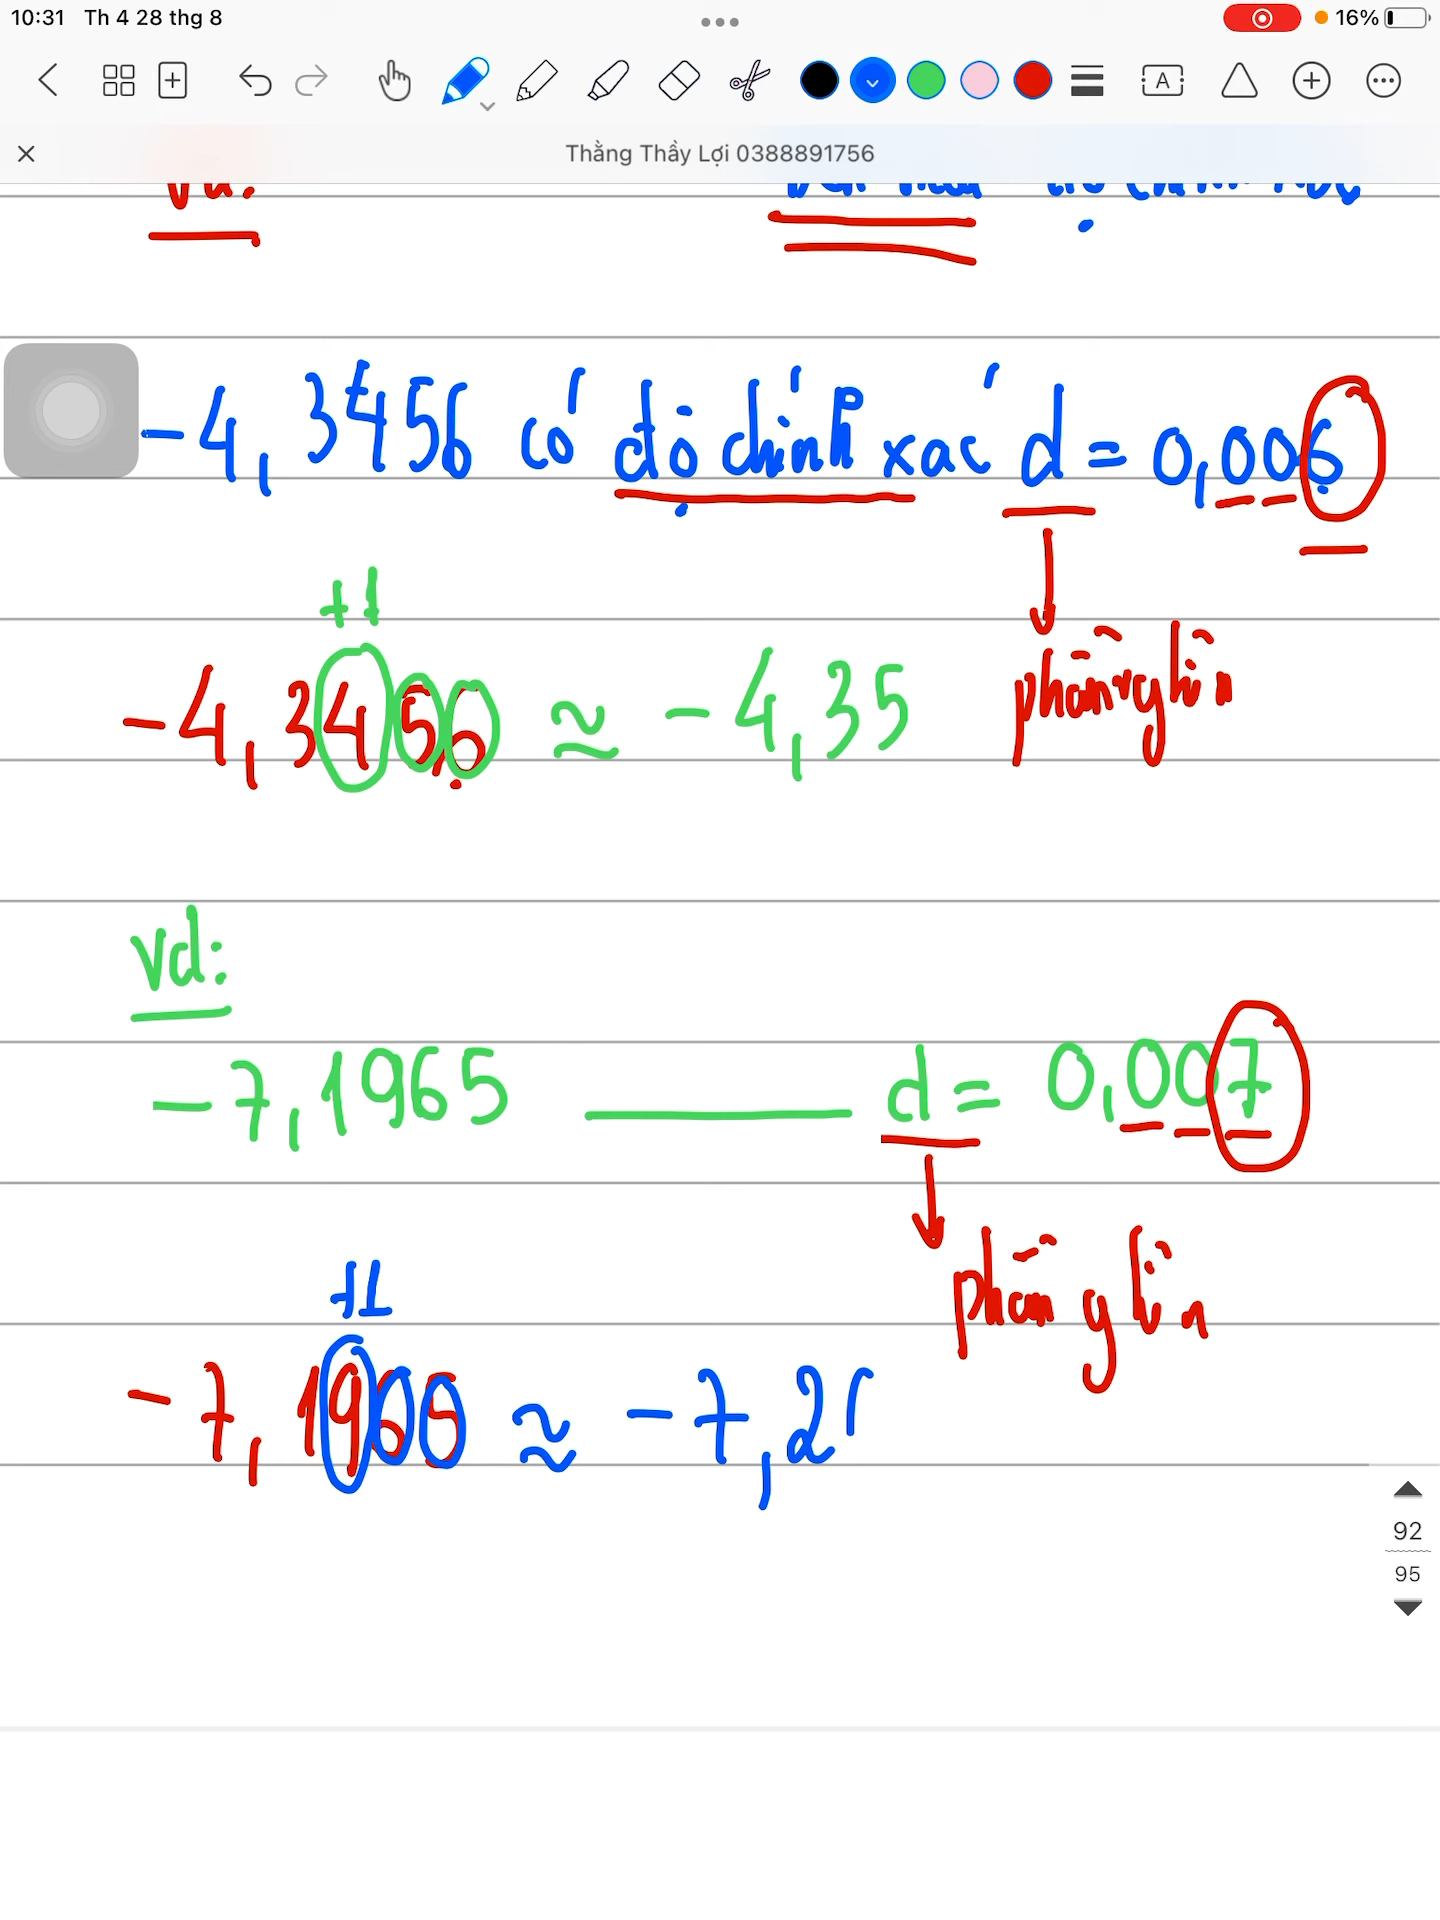 10:31 Th 4 28 thg 8
16%
A
Thằng Thầy Lợi 0388891756
vd:
-4,3456 có độ chính xác d = 0,006
+1
-4,3456 ≈ -4,35
phần nghìn
vd:
-7,1965 d = 0,007
phần nghìn
+1
-7,1965 ≈ -7,2
92
95